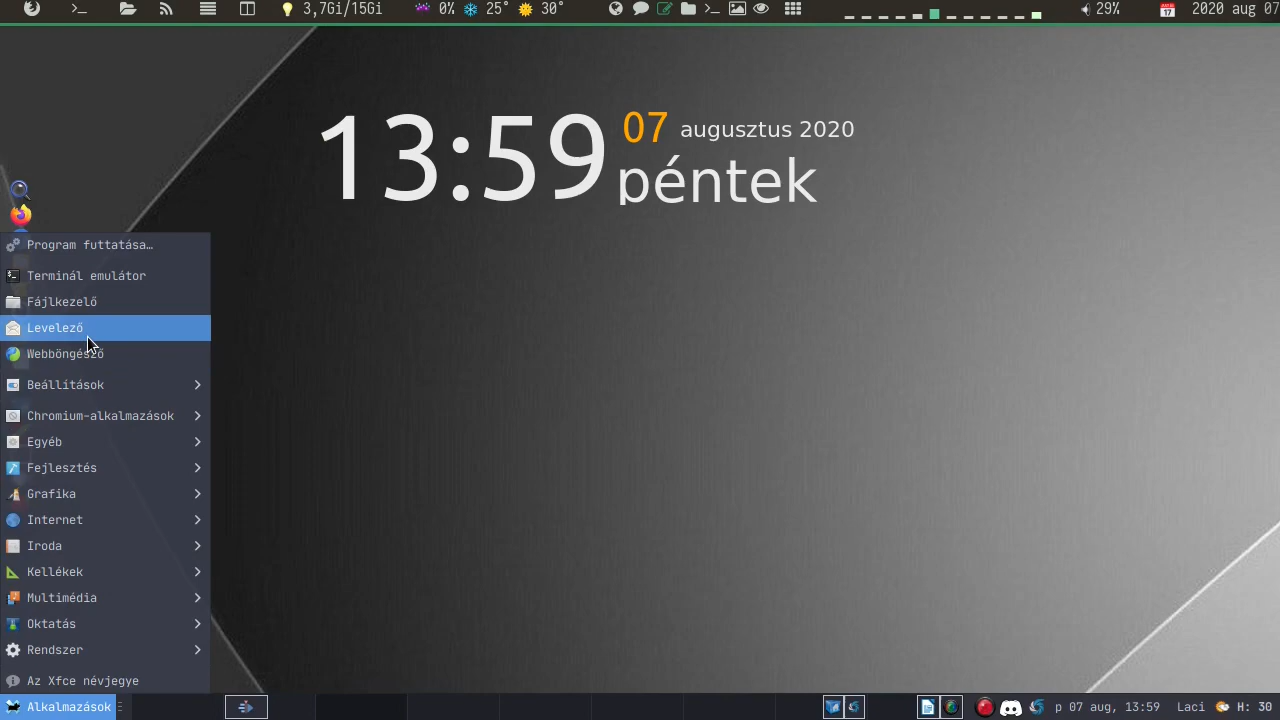 3,7Gi/15Gi 0% 25° 30° 29% 2020 aug 07
13:59 07 augusztus 2020
péntek
Program futtatása…
Terminál emulátor
Fájlkezelő
Levelező
Webböngésző
Beállítások
Chromium-alkalmazások
Egyéb
Fejlesztés
Grafika
Internet
Iroda
Kellékek
Multimédia
Oktatás
Rendszer
Az Xfce névjegye
Alkalmazások p 07 aug, 13:59 Laci H: 30